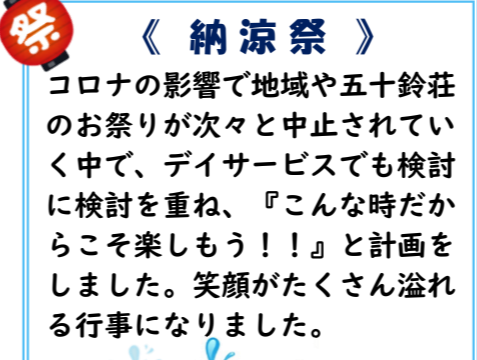 祭
《 納涼祭 》
コロナの影響で地域や五十鈴荘
のお祭りが次々と中止されてい
く中で、デイサービスでも検討
に検討を重ね、『こんな時だか
らこそ楽しもう！！』と計画を
しました。笑顔がたくさん溢れ
る行事になりました。